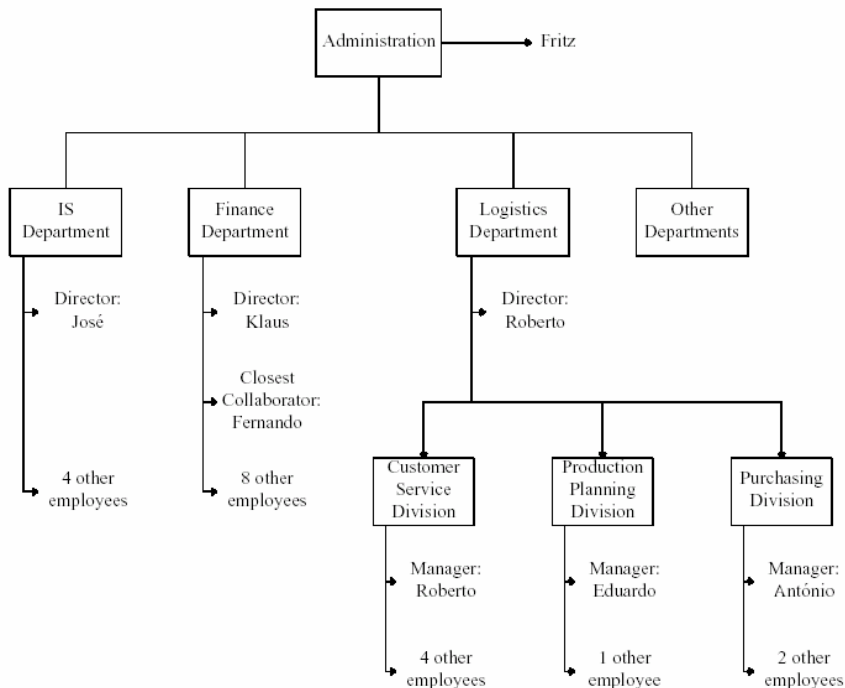 Administration
Fritz
IS
Department
Finance
Department
Logistics
Department
Other
Departments
Director:
José
Director:
Klaus
Director:
Roberto
Closest
Collaborator:
Fernando
4 other
employees
8 other
employees
Customer
Service
Division
Production
Planning
Division
Purchasing
Division
Manager:
Roberto
Manager:
Eduardo
Manager:
António
4 other
employees
1 other
employee
2 other
employees